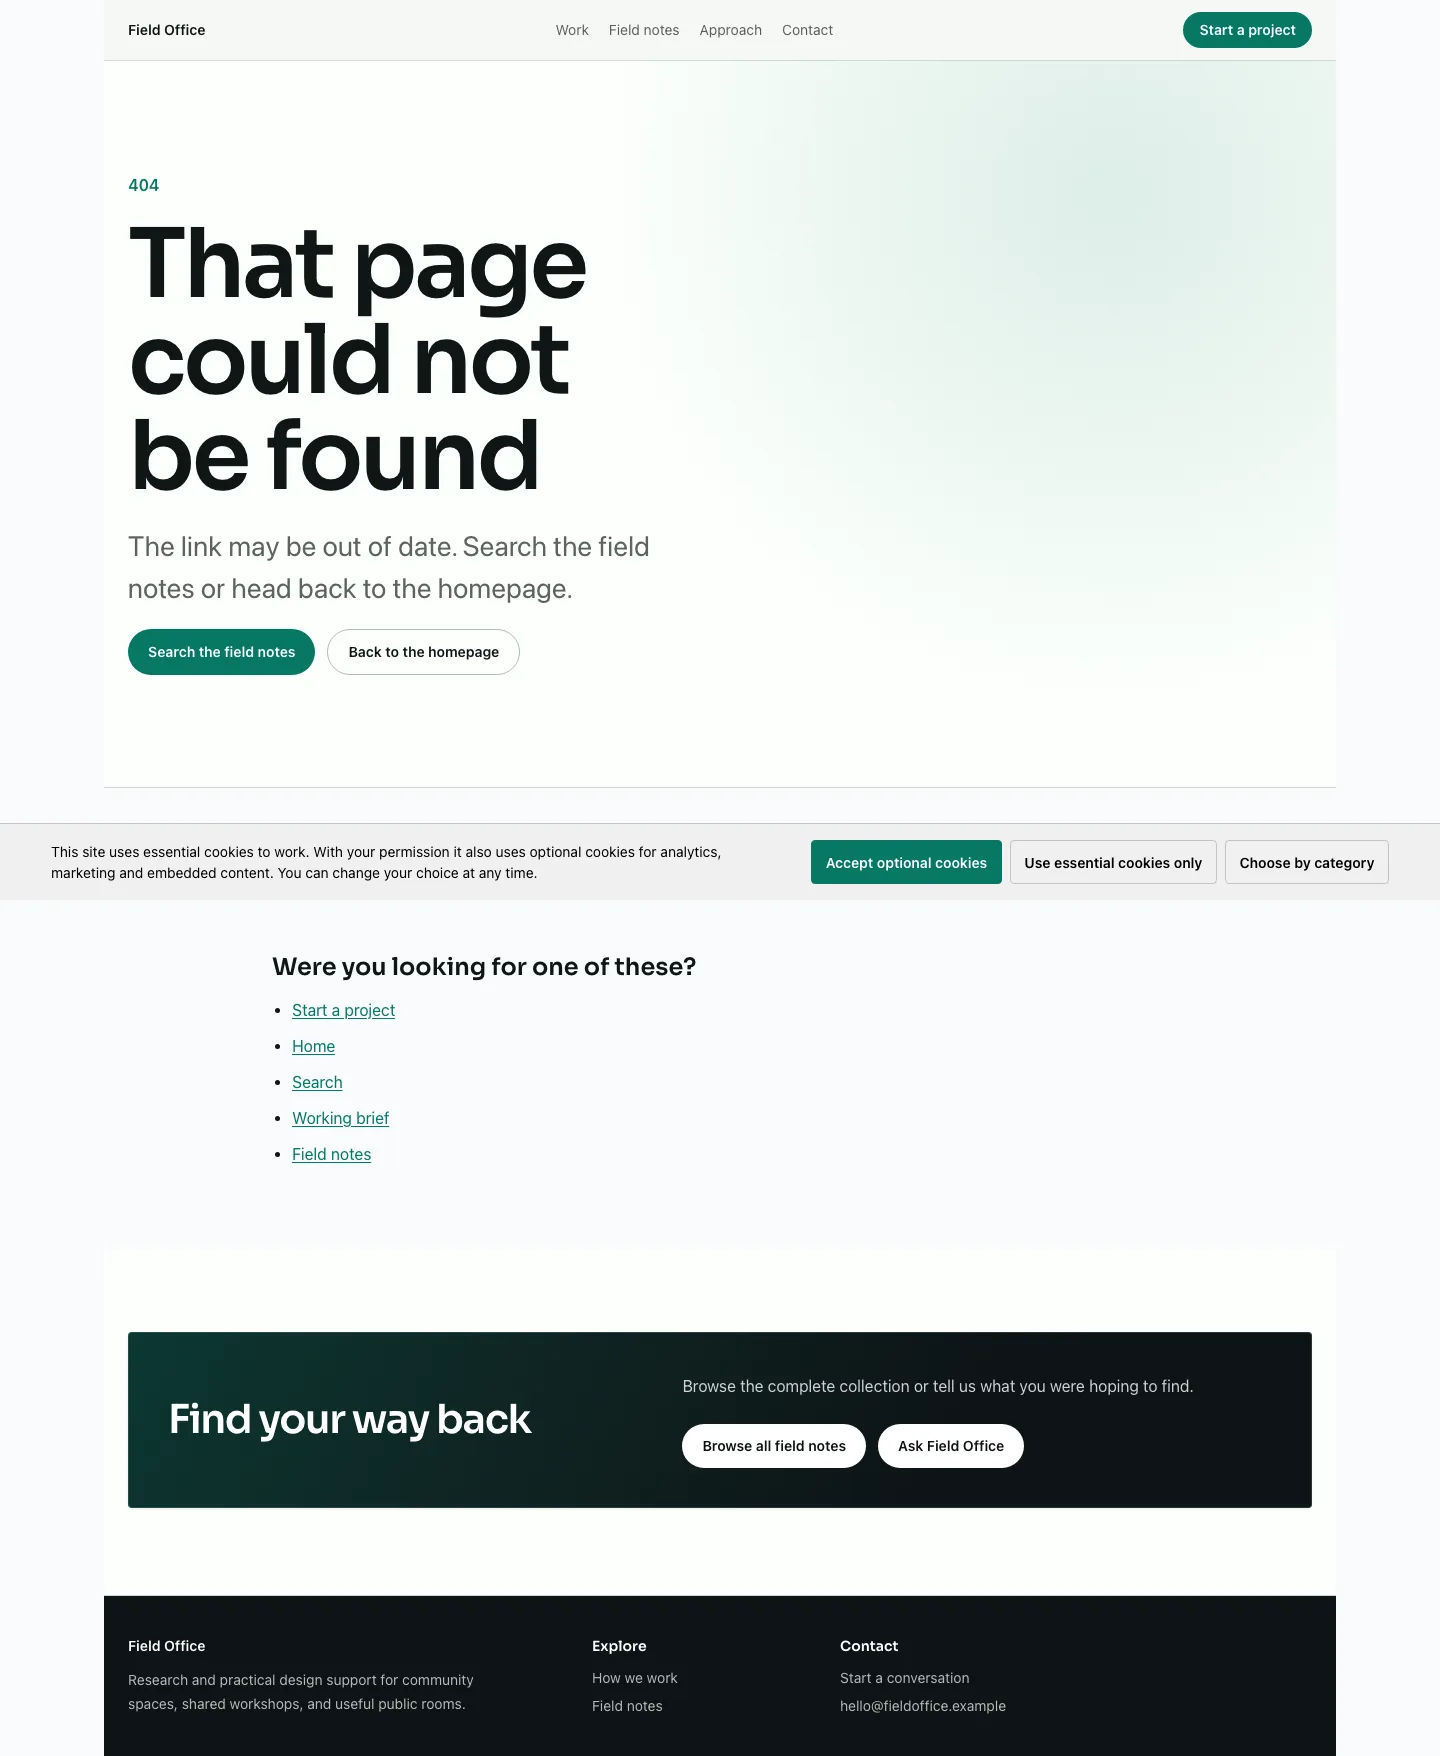 Field Office
Work
Field notes
Approach
Contact
Start a project
404
That page
could not
be found
The link may be out of date. Search the field
notes or head back to the homepage.
Search the field notes
Back to the homepage
This site uses essential cookies to work. With your permission it also uses optional cookies for analytics,
marketing and embedded content. You can change your choice at any time.
Accept optional cookies
Use essential cookies only
Choose by category
Were you looking for one of these?
Start a project
Home
Search
Working brief
Field notes
Find your way back
Browse the complete collection or tell us what you were hoping to find.
Browse all field notes
Ask Field Office
Field Office
Research and practical design support for community
spaces, shared workshops, and useful public rooms.
Explore
How we work
Field notes
Contact
Start a conversation
hello@fieldoffice.example